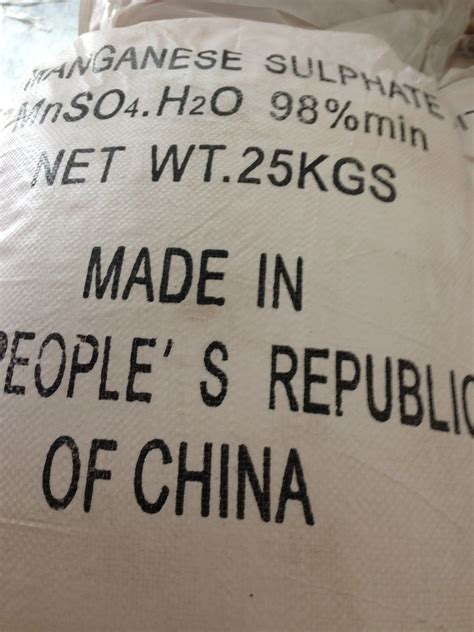 MANGANESE SULPHATE
MnSO4.H2O 98%min
NET WT.25KGS
MADE IN
PEOPLE'S REPUBLIC
OF CHINA